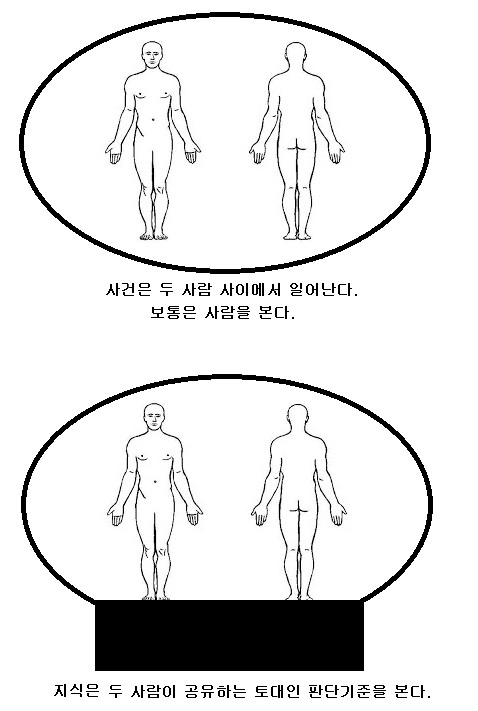 사건은 두 사람 사이에서 일어난다.
보통은 사람을 본다.
지식은 두 사람이 공유하는 토대인 판단기준을 본다.